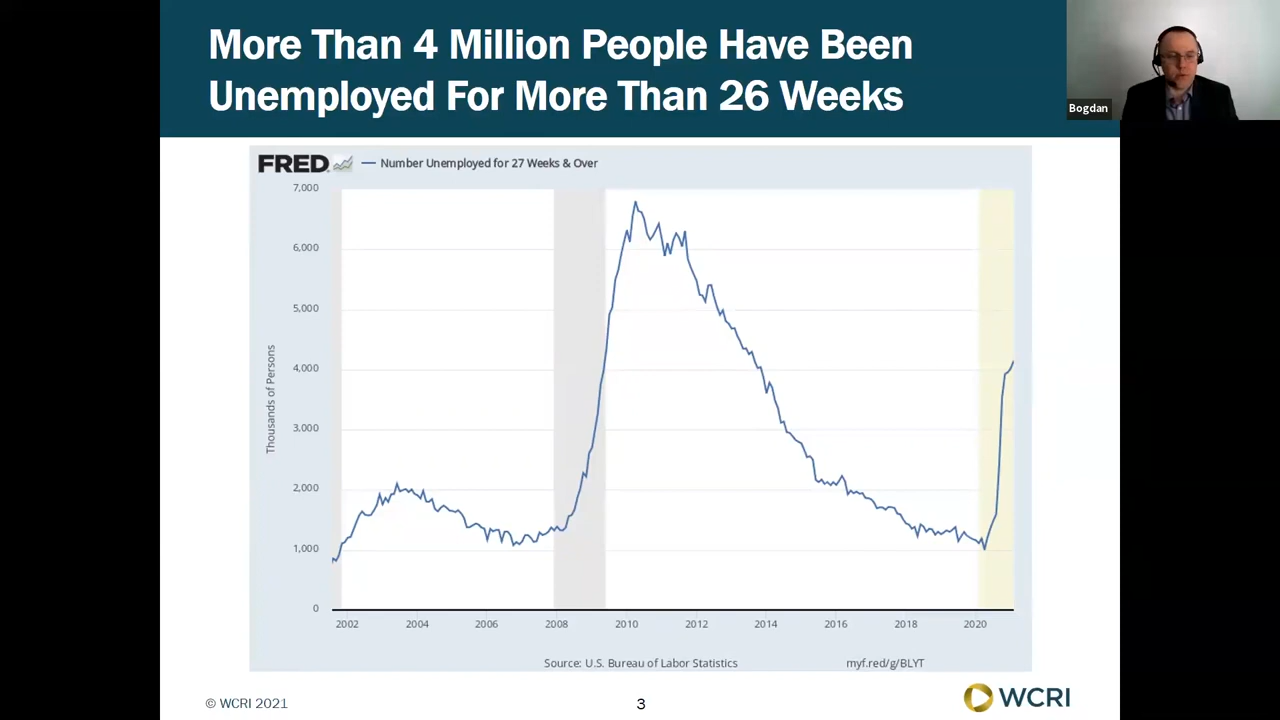 More Than 4 Million People Have Been
Unemployed For More Than 26 Weeks
Bogdan
FRED
Number Unemployed for 27 Weeks & Over
7,000
6,000
5,000
4,000
3,000
2,000
1,000
0
Thousands of Persons
2002 2004 2006 2008 2010 2012 2014 2016 2018 2020
Source: U.S. Bureau of Labor Statistics myf.red/g/BLYT
© WCRI 2021 3 WCRI